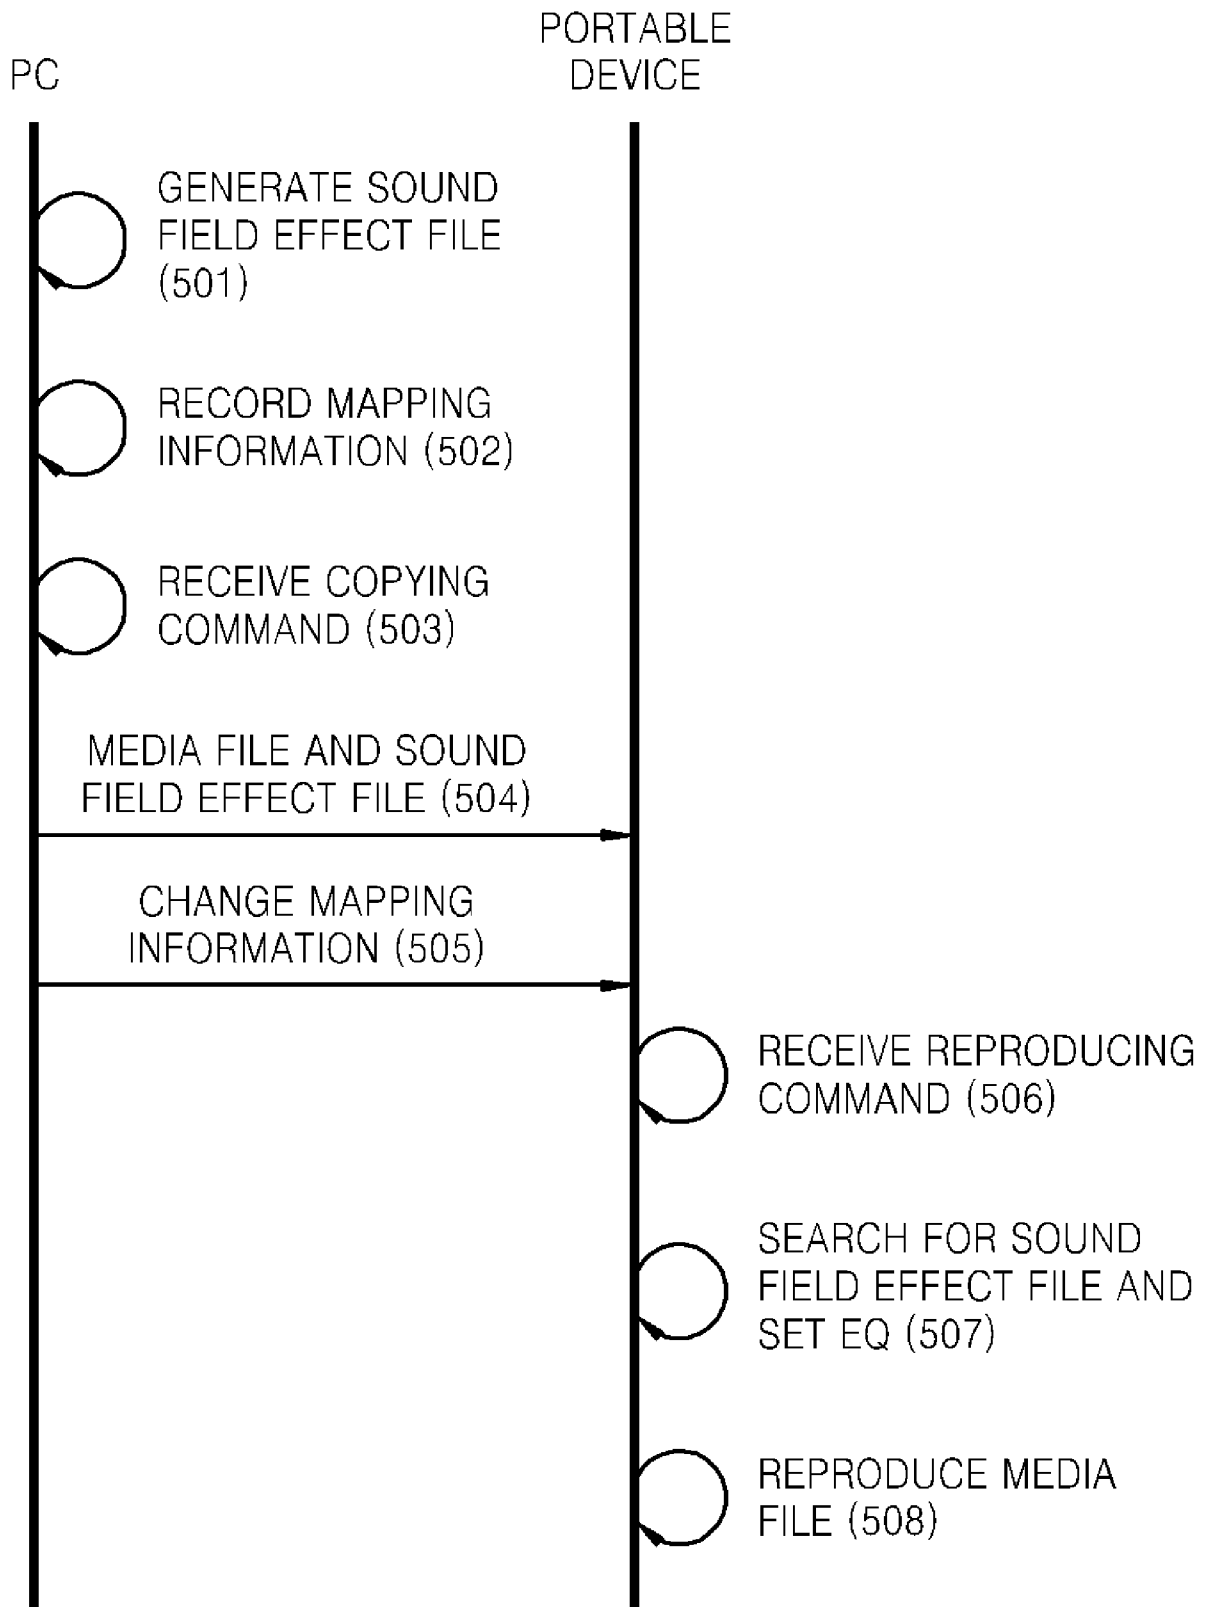 PC
PORTABLE
DEVICE
GENERATE SOUND
FIELD EFFECT FILE
(501)
RECORD MAPPING
INFORMATION (502)
RECEIVE COPYING
COMMAND (503)
MEDIA FILE AND SOUND
FIELD EFFECT FILE (504)
CHANGE MAPPING
INFORMATION (505)
RECEIVE REPRODUCING
COMMAND (506)
SEARCH FOR SOUND
FIELD EFFECT FILE AND
SET EQ (507)
REPRODUCE MEDIA
FILE (508)